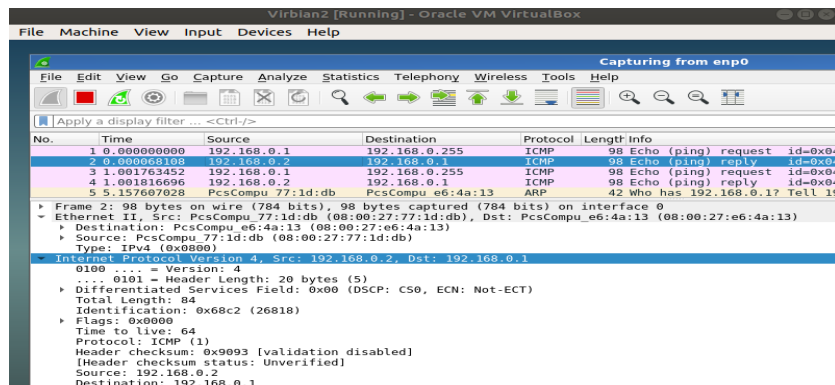 Virbian2 [Running] - Oracle VM VirtualBox
File Machine View Input Devices Help
Capturing from enp0
File Edit View Go Capture Analyze Statistics Telephony Wireless Tools Help
Apply a display filter ... <Ctrl-/>
No. Time Source Destination Protocol Length Info
1 0.000000000 192.168.0.1 192.168.0.255 ICMP 98 Echo (ping) request id=0x04
2 0.000068108 192.168.0.2 192.168.0.1 ICMP 98 Echo (ping) reply id=0x04
3 1.001763452 192.168.0.1 192.168.0.255 ICMP 98 Echo (ping) request id=0x04
4 1.001816696 192.168.0.2 192.168.0.1 ICMP 98 Echo (ping) reply id=0x04
5 5.157607028 PcsCompu_77:1d:db PcsCompu_e6:4a:13 ARP 42 Who has 192.168.0.1? Tell 19
Frame 2: 98 bytes on wire (784 bits), 98 bytes captured (784 bits) on interface 0
Ethernet II, Src: PcsCompu_77:1d:db (08:00:27:77:1d:db), Dst: PcsCompu_e6:4a:13 (08:00:27:e6:4a:13)
Destination: PcsCompu_e6:4a:13 (08:00:27:e6:4a:13)
Source: PcsCompu_77:1d:db (08:00:27:77:1d:db)
Type: IPv4 (0x0800)
Internet Protocol Version 4, Src: 192.168.0.2, Dst: 192.168.0.1
0100 .... = Version: 4
.... 0101 = Header Length: 20 bytes (5)
Differentiated Services Field: 0x00 (DSCP: CS0, ECN: Not-ECT)
Total Length: 84
Identification: 0x68c2 (26818)
Flags: 0x0000
Time to live: 64
Protocol: ICMP (1)
Header checksum: 0x9093 [validation disabled]
[Header checksum status: Unverified]
Source: 192.168.0.2
Destination: 192.168.0.1